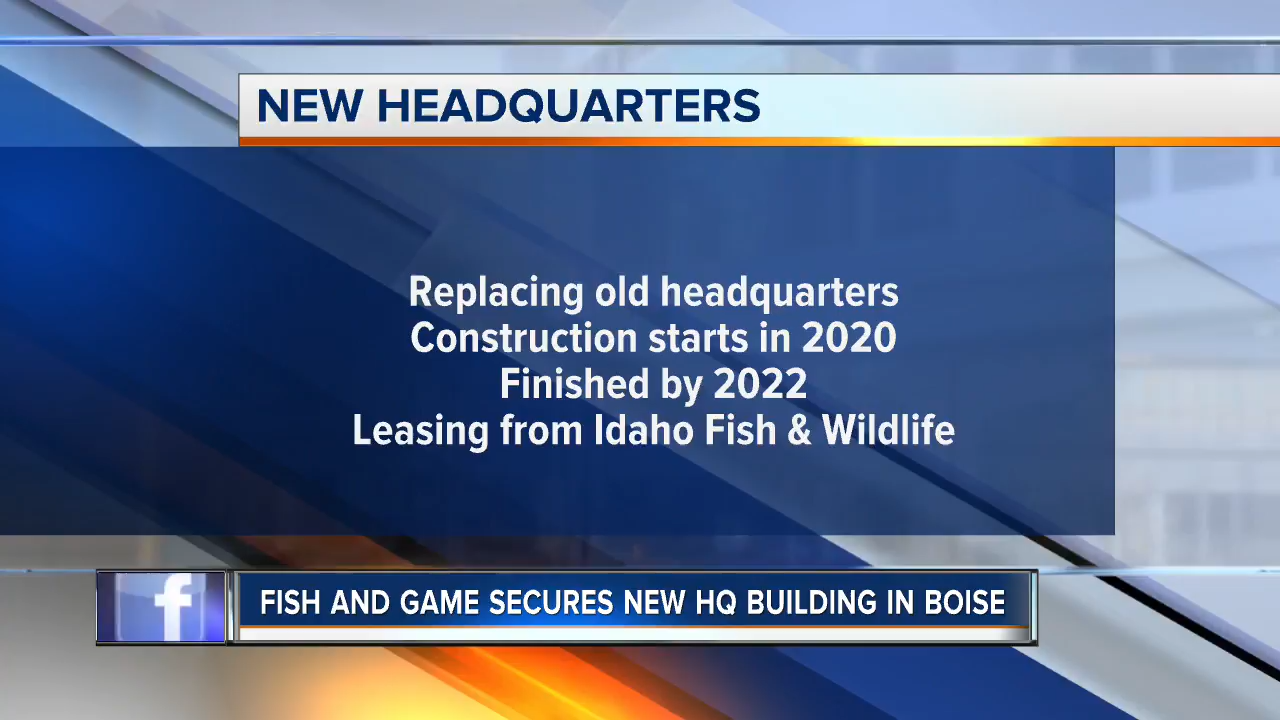 NEW HEADQUARTERS
Replacing old headquarters
Construction starts in 2020
Finished by 2022
Leasing from Idaho Fish & Wildlife
f
FISH AND GAME SECURES NEW HQ BUILDING IN BOISE